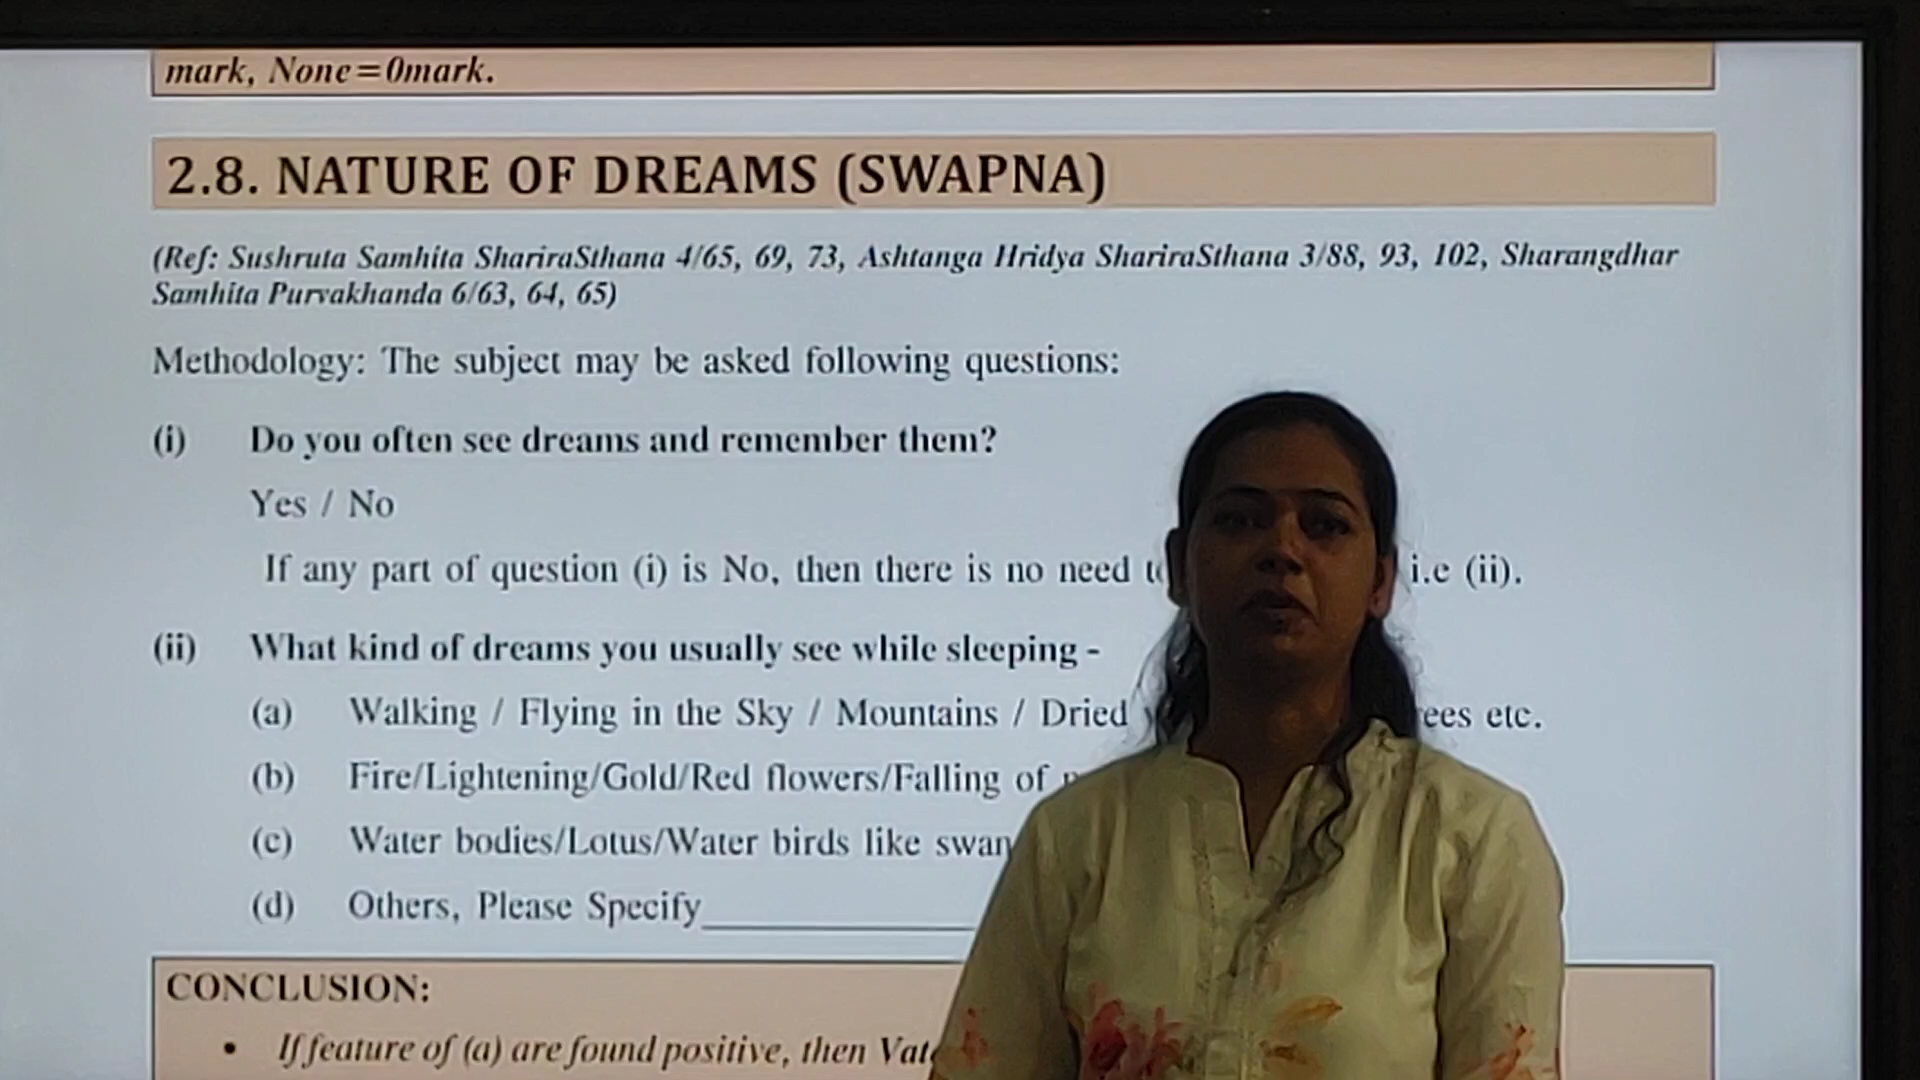 mark, None=0mark.
2.8. NATURE OF DREAMS (SWAPNA)
(Ref: Sushruta Samhita ShariraSthana 4/65, 69, 73, Ashtanga Hridya ShariraSthana 3/88, 93, 102, Sharangdhar
Samhita Purvakhanda 6/63, 64, 65)
Methodology: The subject may be asked following questions:
(i) Do you often see dreams and remember them?
Yes / No
If any part of question (i) is No, then there is no need i.e (ii).
(ii) What kind of dreams you usually see while sleeping -
(a) Walking / Flying in the Sky / Mountains / Dried etc.
(b) Fire/Lightening/Gold/Red flowers/Falling of
(c) Water bodies/Lotus/Water birds like
(d) Others, Please Specify
CONCLUSION:
• If feature of (a) are found positive, then